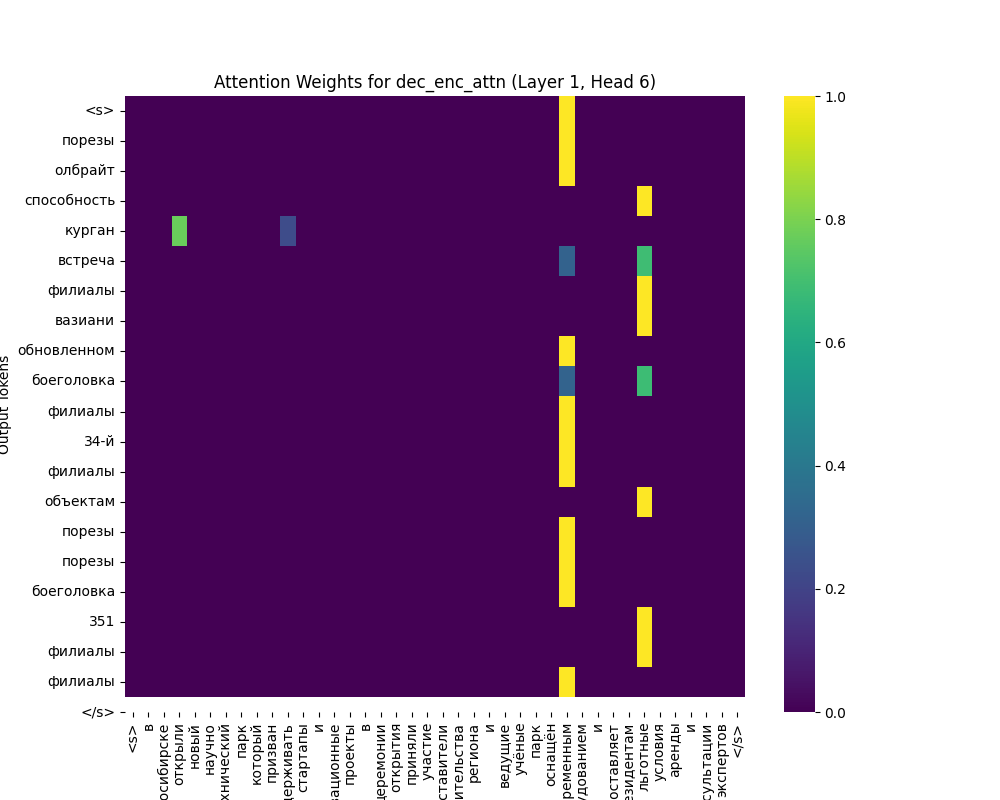 Attention Weights for dec_enc_attn (Layer 1, Head 6)
Output Tokens
<s>
порезы
олбрайт
способность
курган
встреча
филиалы
вазиани
обновленном
боеголовка
филиалы
34-й
филиалы
объектам
порезы
порезы
боеголовка
351
филиалы
филиалы
</s>
<s>
в
осибирске
открыли
новый
научно
хнический
парк
который
призван
держивать
стартапы
и
зационные
проекты
в
церемонии
открытия
приняли
участие
ставители
ительства
региона
и
ведущие
учёные
парк
оснащён
ременным
удованием
и
оставляет
езидентам
льготные
условия
аренды
и
сультации
экспертов
</s>
1.0
0.8
0.6
0.4
0.2
0.0